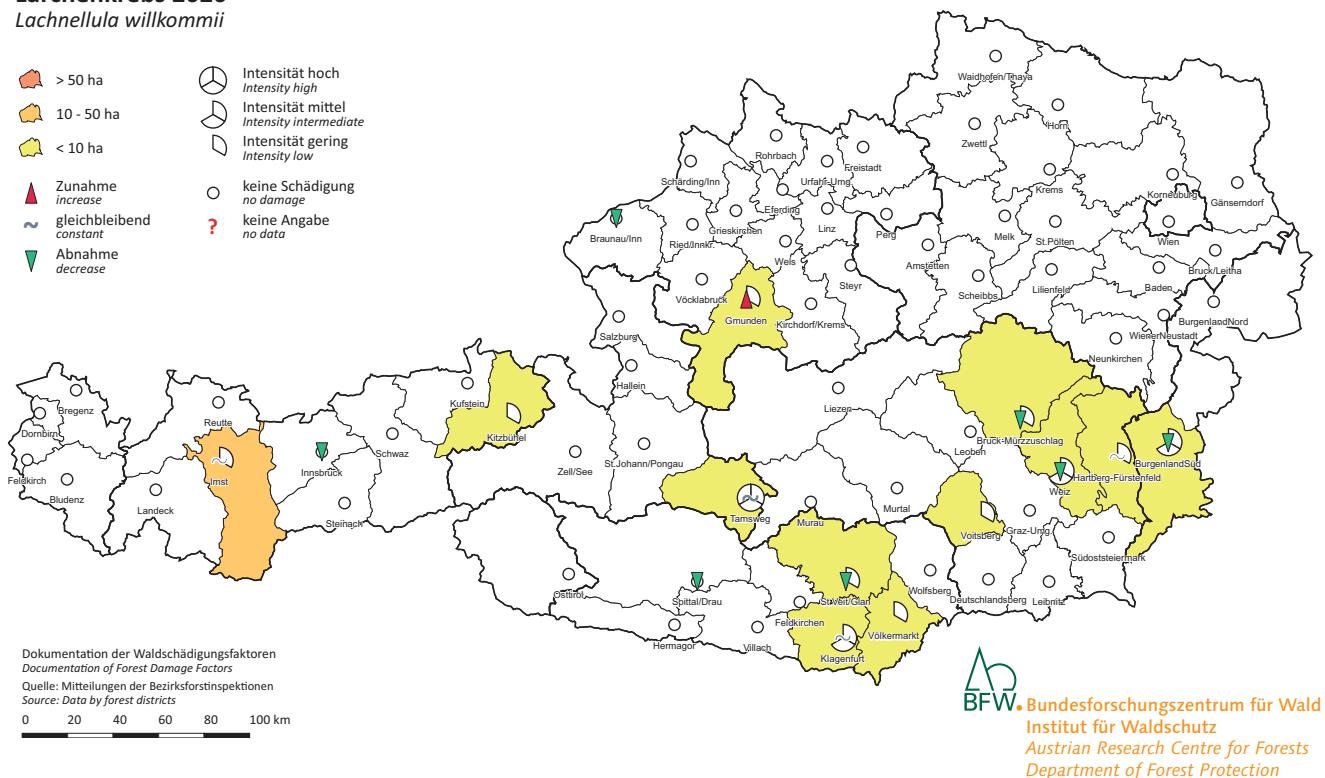 Lachnellula willkommii
> 50 ha
10 - 50 ha
< 10 ha
Zunahme
increase
~ gleichbleibend
constant
Abnahme
decrease
Intensität hoch
Intensity high
Intensität mittel
Intensity intermediate
Intensität gering
Intensity low
keine Schädigung
no damage
? keine Angabe
no data
Waidhofen/Thaya
Horn
Zwettl
Rohrbach
Freistadt
Schärding/Inn
Urfahr-Umg.
Krems
Korneuburg
Gänserndorf
Eferding
Grieskirchen
Linz
Perg
Melk
St.Pölten
Wien
Braunau/Inn
Ried/Innkr.
Wels
Amstetten
Bruck/Leitha
Steyr
Scheibbs
Lilienfeld
Baden
Vöcklabruck
Gmunden
Kirchdorf/Krems
BurgenlandNord
Salzburg
WienerNeustadt
Neunkirchen
Hallein
Kufstein
Liezen
Bregenz
Reutte
Dornbirn
Kitzbühel
Bruck-Mürzzuschlag
Schwaz
Leoben
Zell/See
St.Johann/Pongau
BurgenlandSüd
Innsbruck
Feldkirch
Imst
Hartberg-Fürstenfeld
Weiz
Bludenz
Landeck
Steinach
Tamsweg
Murau
Murtal
Voitsberg
Graz-Umg.
Südoststeiermark
Osttirol
Spittal/Drau
St.Veit/Glan
Wolfsberg
Deutschlandsberg
Leibnitz
Feldkirchen
Völkermarkt
Hermagor
Villach
Klagenfurt
Dokumentation der Waldschädigungsfaktoren
Documentation of Forest Damage Factors
Quelle: Mitteilungen der Bezirksforstinspektionen
Source: Data by forest districts
0 20 40 60 80 100 km
BFW.
Bundesforschungszentrum für Wald
Institut für Waldschutz
Austrian Research Centre for Forests
Department of Forest Protection